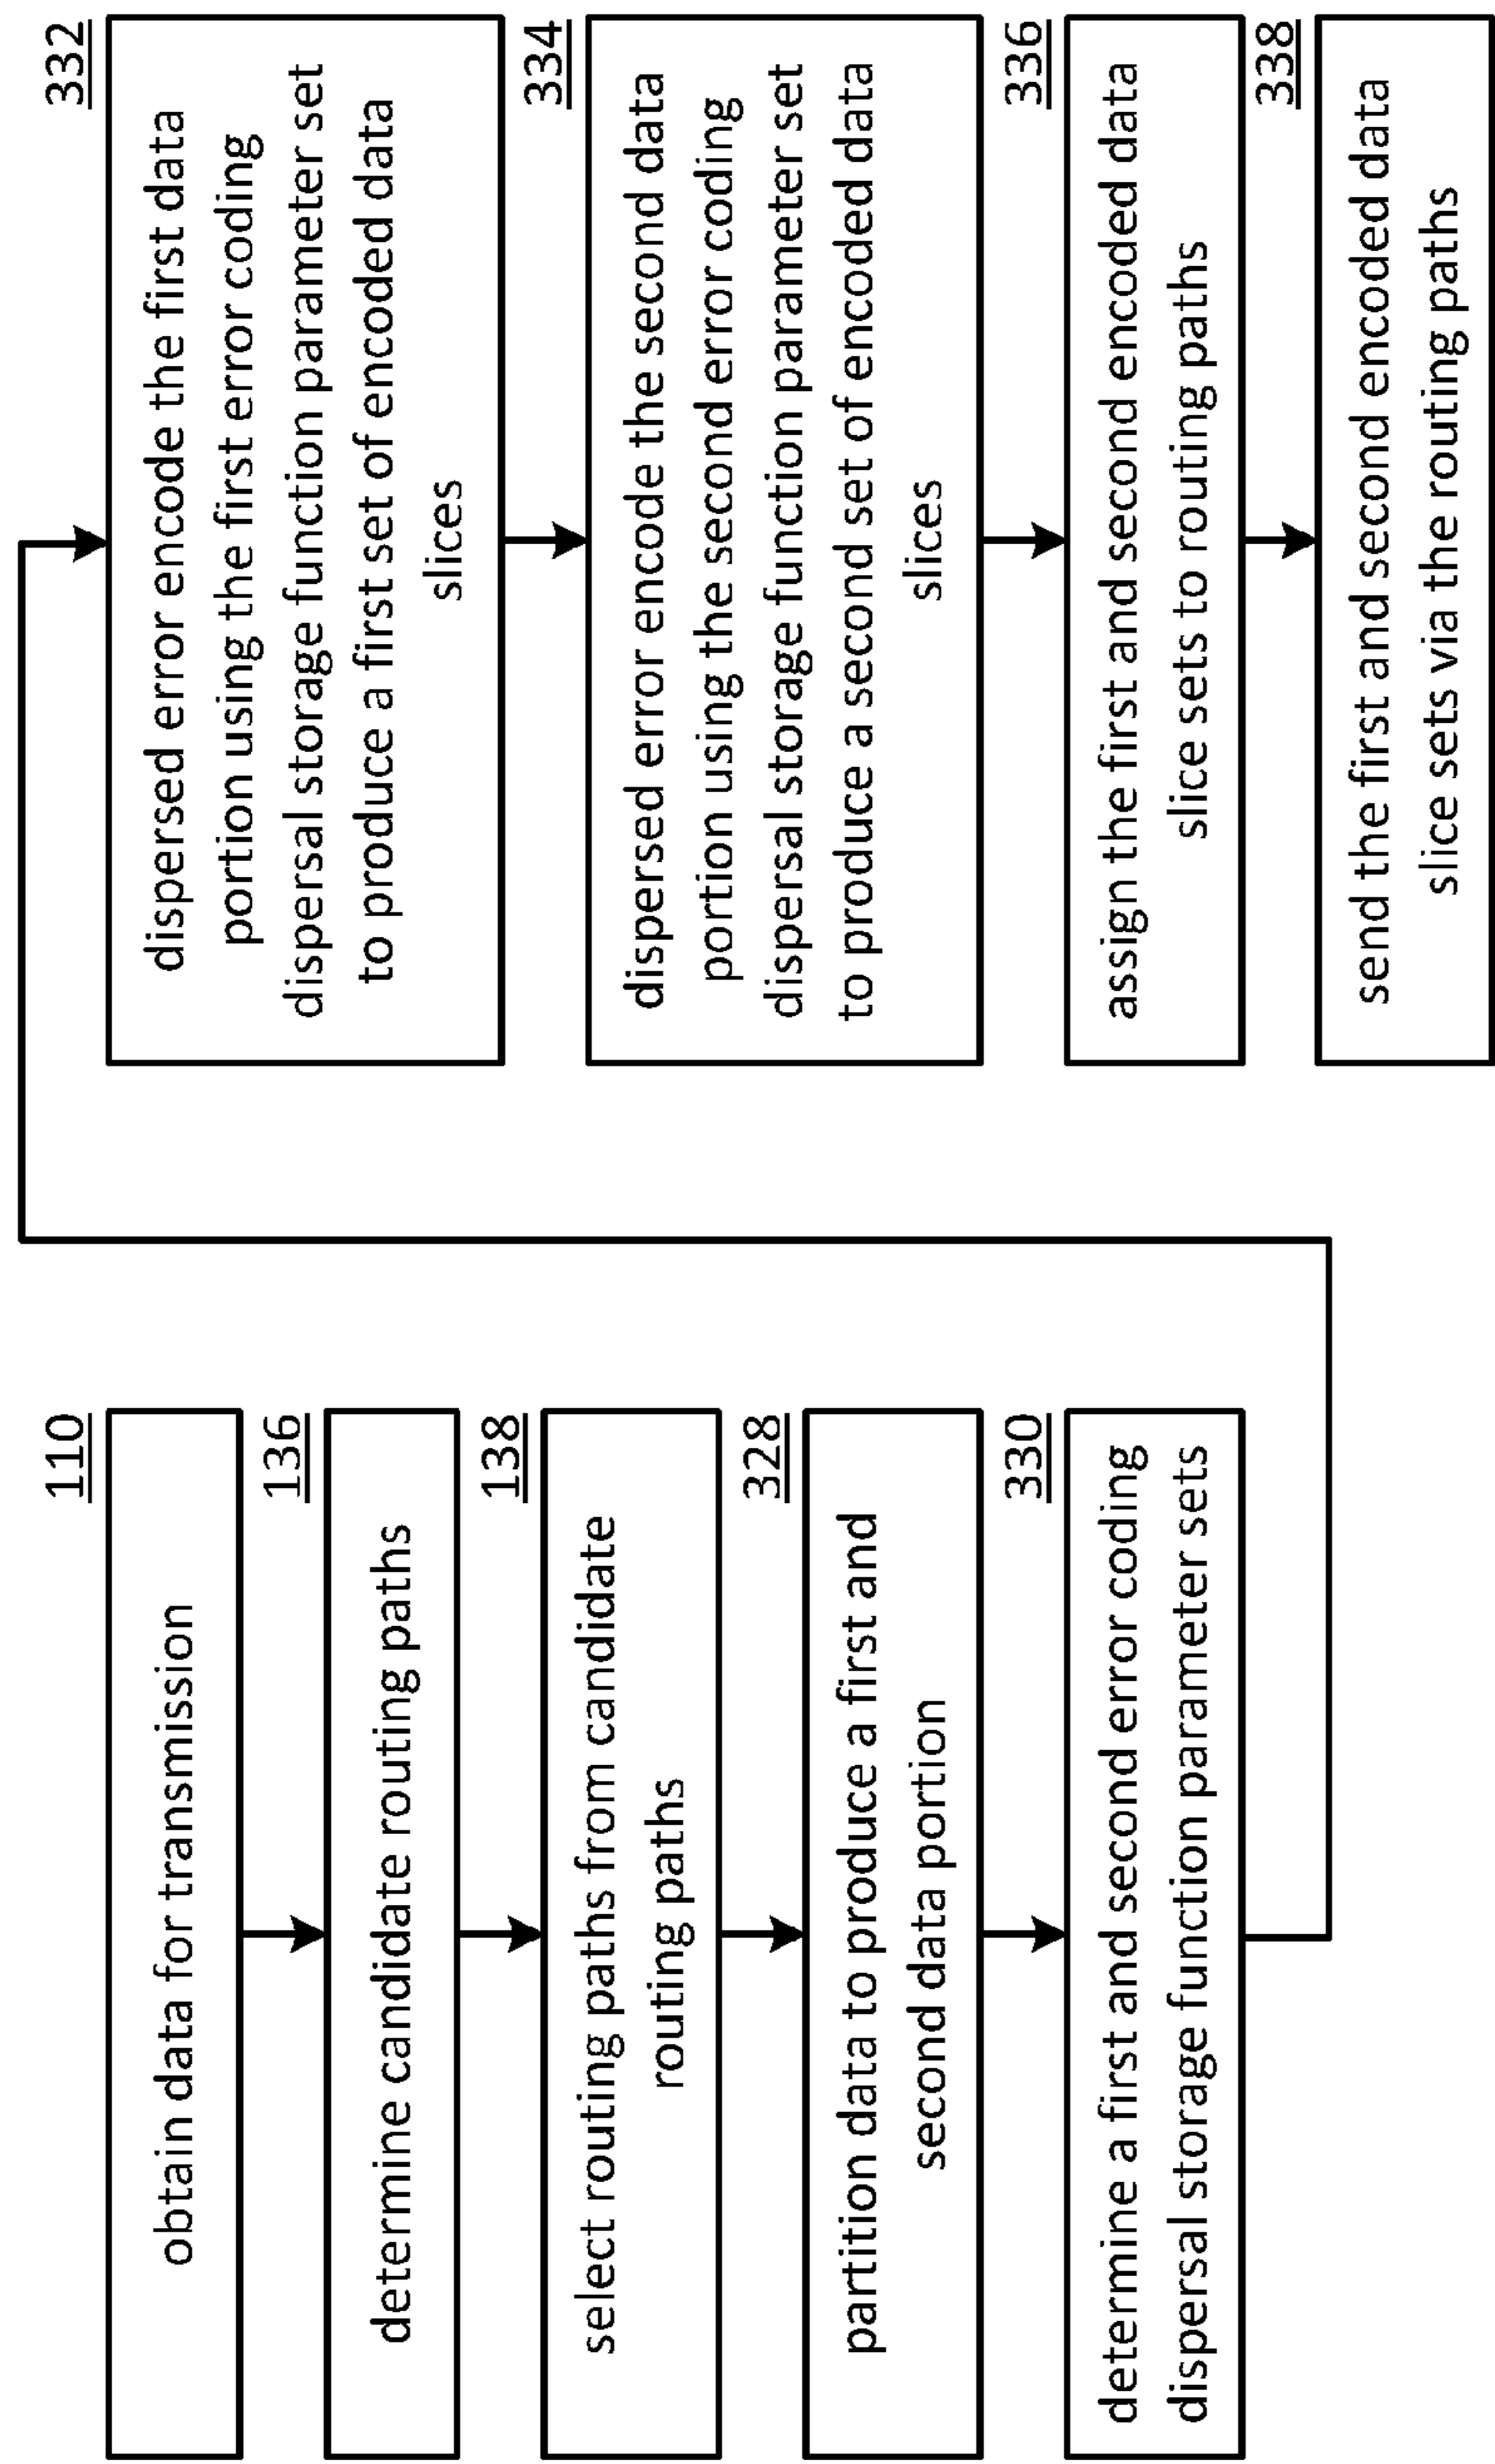 110
obtain data for transmission
136
determine candidate routing paths
138
select routing paths from candidate
routing paths
328
partition data to produce a first and
second data portion
330
determine a first and second error coding
dispersal storage function parameter sets
332
dispersed error encode the first data
portion using the first error coding
dispersal storage function parameter set
to produce a first set of encoded data
slices
334
dispersed error encode the second data
portion using the second error coding
dispersal storage function parameter set
to produce a second set of encoded data
slices
336
assign the first and second encoded data
slice sets to routing paths
338
send the first and second encoded data
slice sets via the routing paths